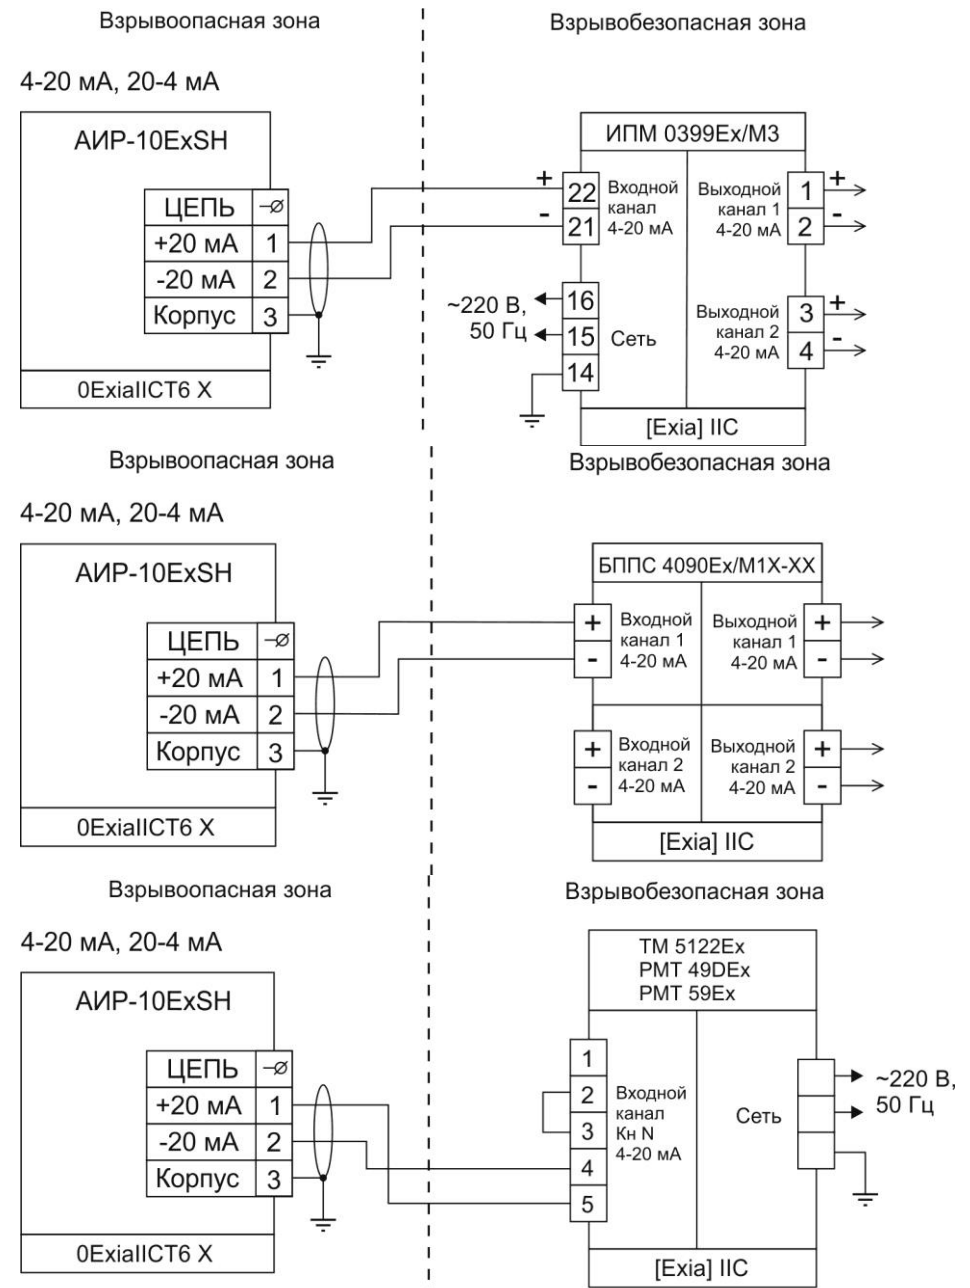 Взрывоопасная зона
Взрывобезопасная зона
4-20 мА, 20-4 мА
АИР-10ExSH
ЦЕПЬ
+20 мА 1
-20 мА 2
Корпус 3
0ExiaIICT6 X
ИПМ 0399Ex/М3
+
-
22
21
Входной
канал
4-20 мА
Выходной
канал 1
4-20 мА
1
2
+
-
~220 В,
50 Гц
16
15
14
Сеть
Выходной
канал 2
4-20 мА
3
4
+
-
[Exia] IIC
Взрывоопасная зона
Взрывобезопасная зона
4-20 мА, 20-4 мА
АИР-10ExSH
ЦЕПЬ
+20 мА 1
-20 мА 2
Корпус 3
0ExiaIICT6 X
БППС 4090Ex/М1Х-ХХ
+
-
Входной
канал 1
4-20 мА
Выходной
канал 1
4-20 мА
+
-
+
-
Входной
канал 2
4-20 мА
Выходной
канал 2
4-20 мА
+
-
[Exia] IIC
Взрывоопасная зона
Взрывобезопасная зона
4-20 мА, 20-4 мА
АИР-10ExSH
ЦЕПЬ
+20 мА 1
-20 мА 2
Корпус 3
0ExiaIICT6 X
ТМ 5122Ex
РМТ 49DEx
РМТ 59Ex
1
2
3
4
5
Входной
канал
Кн N
4-20 мА
Сеть
~220 В,
50 Гц
[Exia] IIC